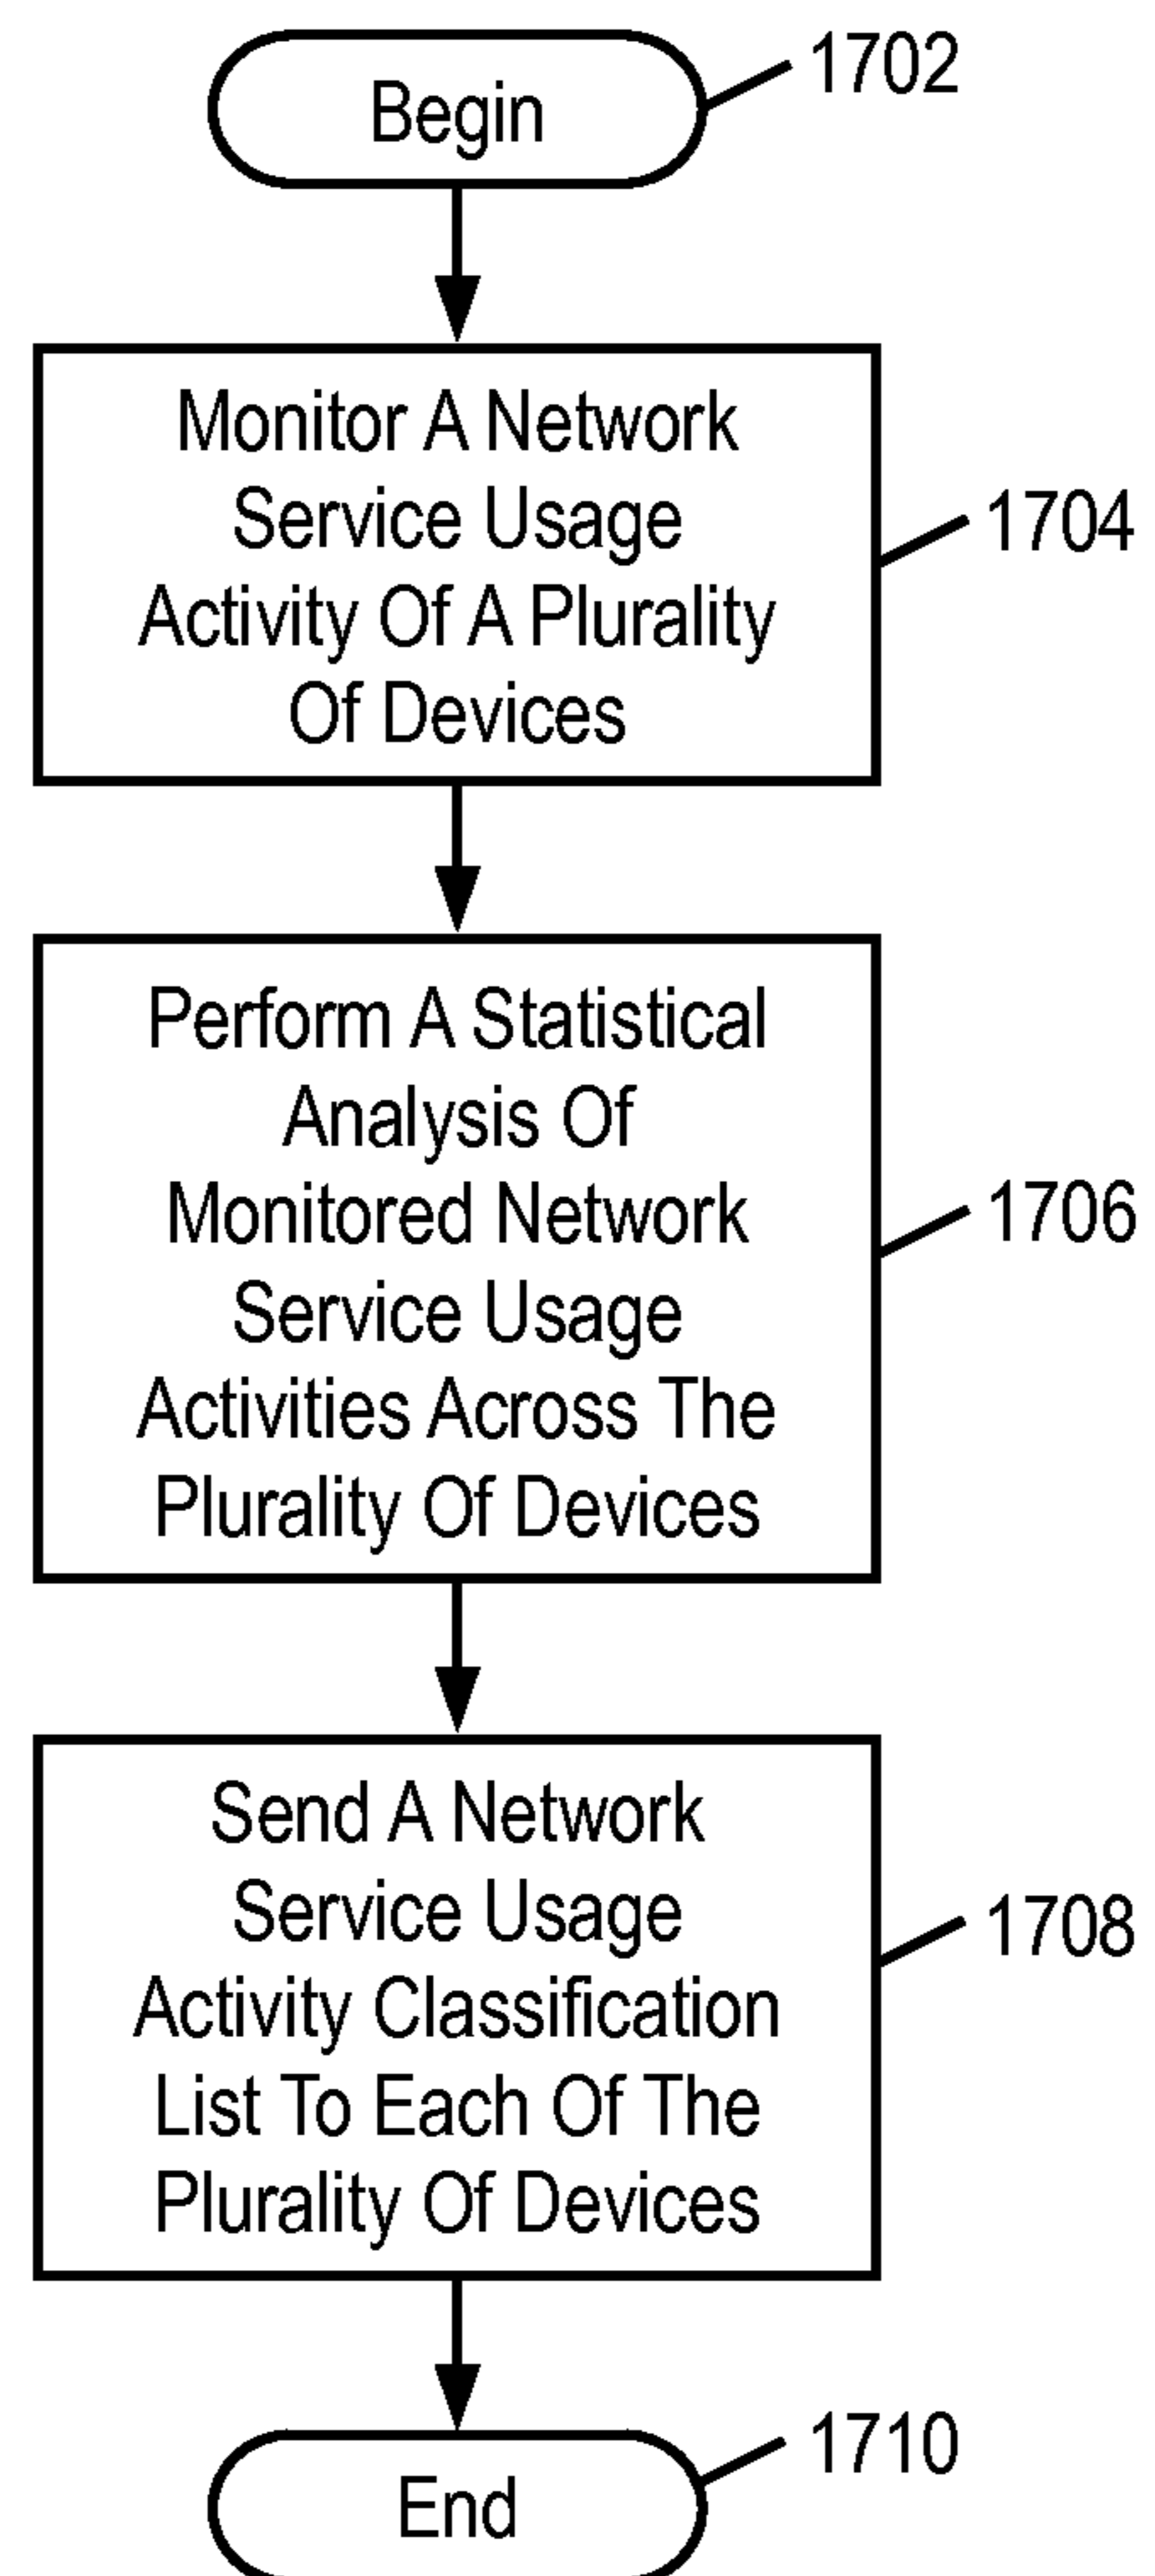 Begin
1702
Monitor A Network
Service Usage
Activity Of A Plurality
Of Devices
1704
Perform A Statistical
Analysis Of
Monitored Network
Service Usage
Activities Across The
Plurality Of Devices
1706
Send A Network
Service Usage
Activity Classification
List To Each Of The
Plurality Of Devices
1708
End
1710